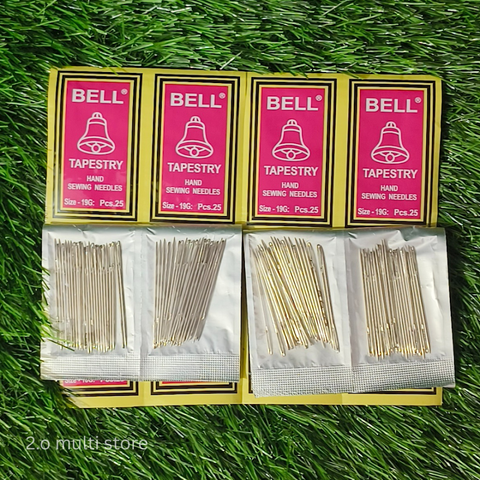 BELL®
TAPESTRY
HAND
SEWING NEEDLES
Size - 19G: Pcs.25
BELL®
TAPESTRY
HAND
SEWING NEEDLES
Size - 19G: Pcs.25
BELL®
TAPESTRY
HAND
SEWING NEEDLES
Size - 19G: Pcs.25
BELL®
TAPESTRY
HAND
SEWING NEEDLES
Size - 19G: Pcs.25
2.o multi store